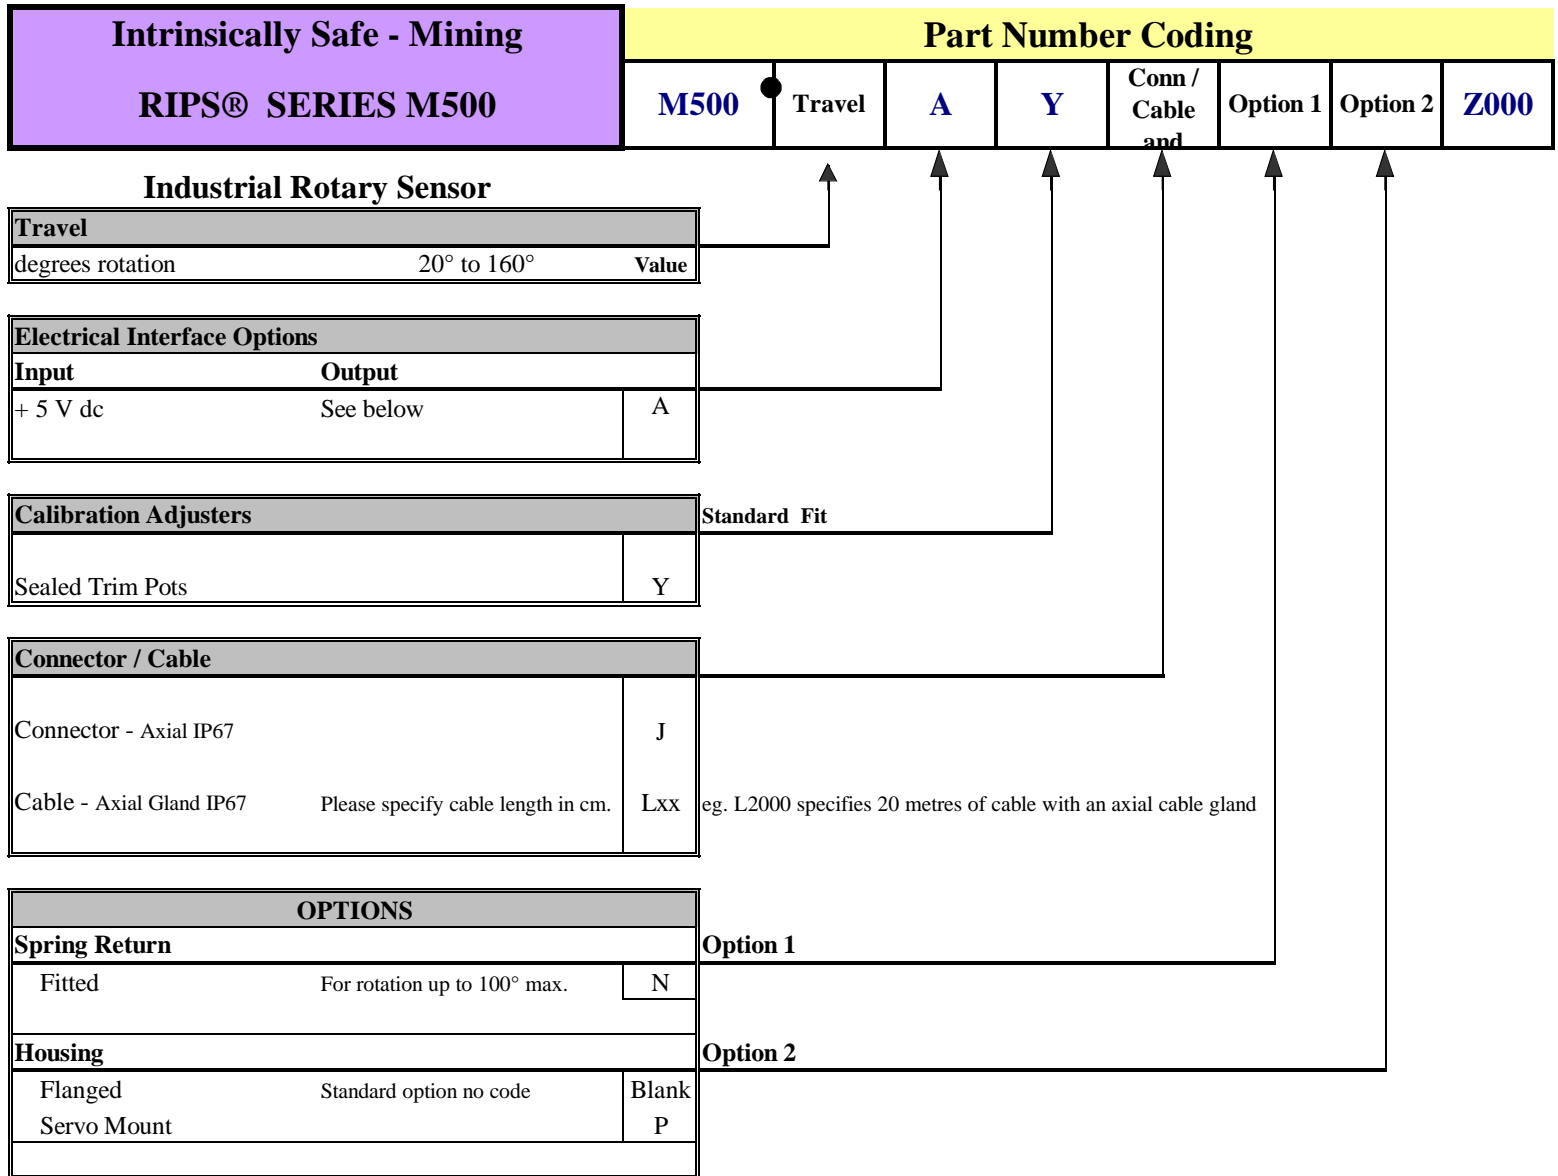 Intrinsically Safe - Mining
RIPS® SERIES M500
Part Number Coding
M500 Travel A Y Conn / Cable and Option 1 Option 2 Z000
Industrial Rotary Sensor
Travel
degrees rotation 20° to 160° Value
Electrical Interface Options
Input Output
+ 5 V dc See below A
Calibration Adjusters Standard Fit
Sealed Trim Pots Y
Connector / Cable
Connector - Axial IP67 J
Cable - Axial Gland IP67 Please specify cable length in cm. Lxx eg. L2000 specifies 20 metres of cable with an axial cable gland
OPTIONS
Spring Return Option 1
Fitted For rotation up to 100° max. N
Housing Option 2
Flanged Standard option no code Blank
Servo Mount P